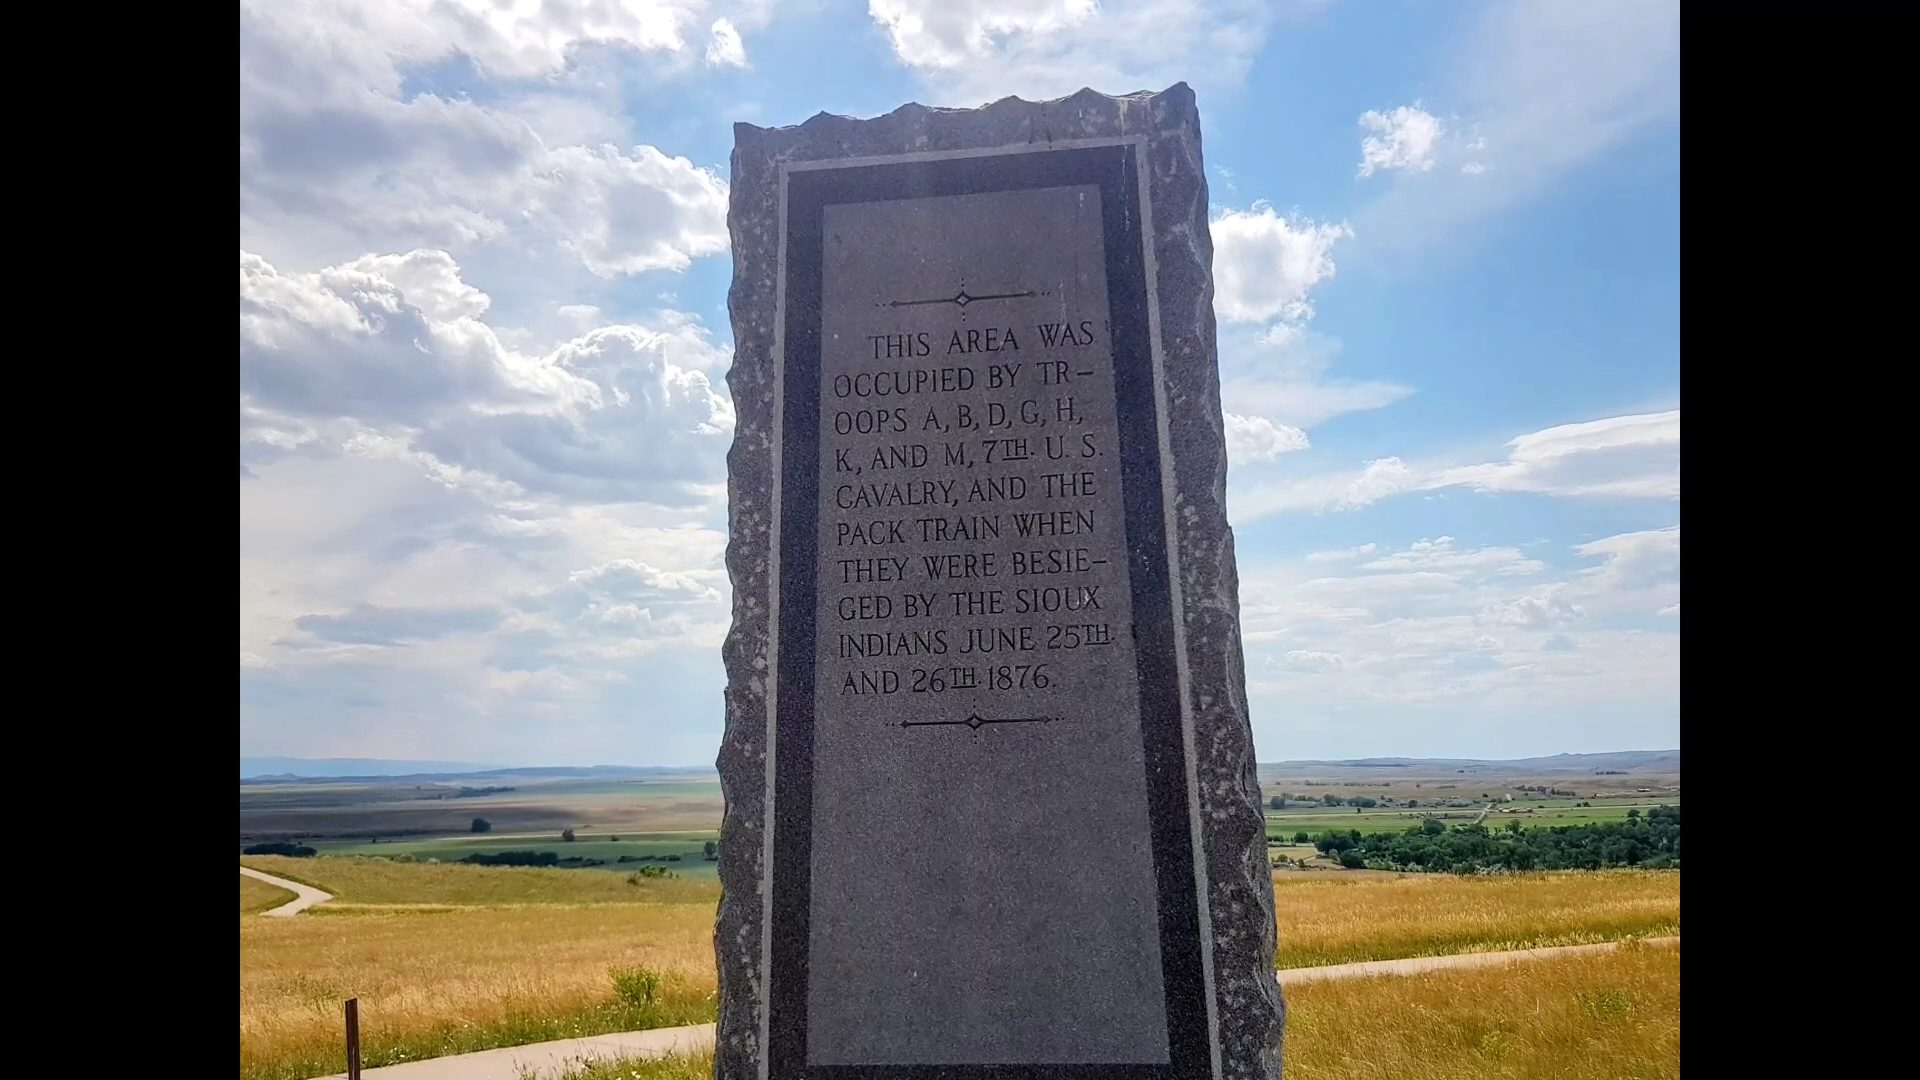 THIS AREA WAS
OCCUPIED BY TR-
OOPS A, B, D, G, H,
K, AND M, 7TH. U. S.
CAVALRY, AND THE
PACK TRAIN WHEN
THEY WERE BESIE-
GED BY THE SIOUX
INDIANS JUNE 25TH.
AND 26TH. 1876.